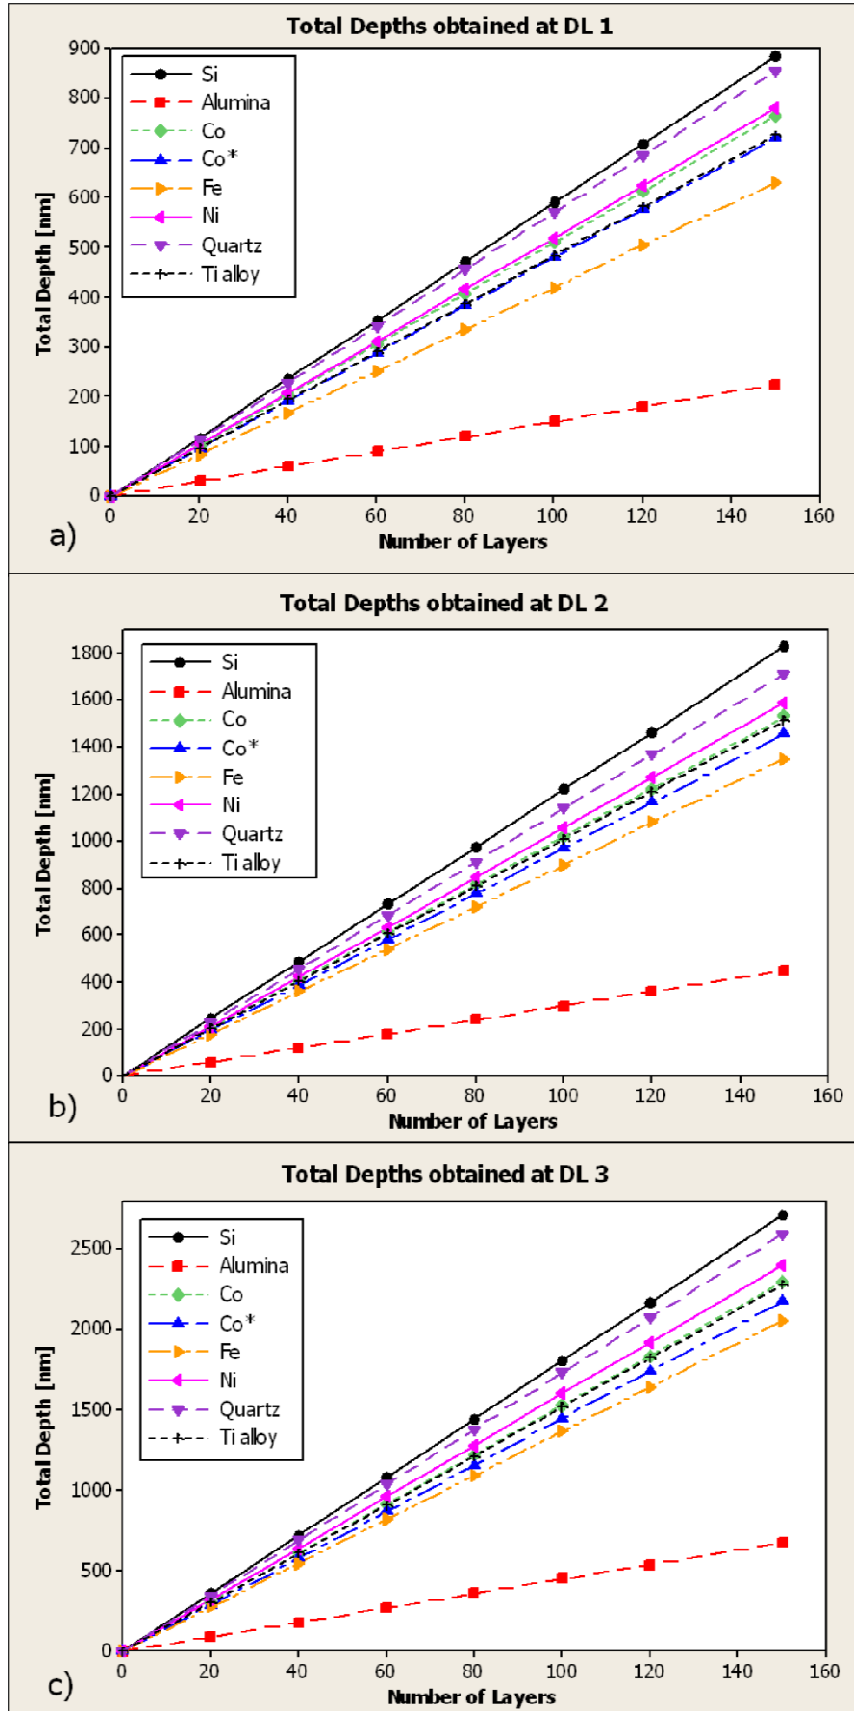 Total Depths obtained at DL 1
900
800
700
600
500
400
300
200
100
0
Total Depth [nm]
Si
Alumina
Co
Co*
Fe
Ni
Quartz
Ti alloy
0 20 40 60 80 100 120 140 160
Number of Layers
a)
Total Depths obtained at DL 2
1800
1600
1400
1200
1000
800
600
400
200
0
Total Depth [nm]
Si
Alumina
Co
Co*
Fe
Ni
Quartz
Ti alloy
0 20 40 60 80 100 120 140 160
Number of Layers
b)
Total Depths obtained at DL 3
2500
2000
1500
1000
500
0
Total Depth [nm]
Si
Alumina
Co
Co*
Fe
Ni
Quartz
Ti alloy
0 20 40 60 80 100 120 140 160
Number of Layers
c)